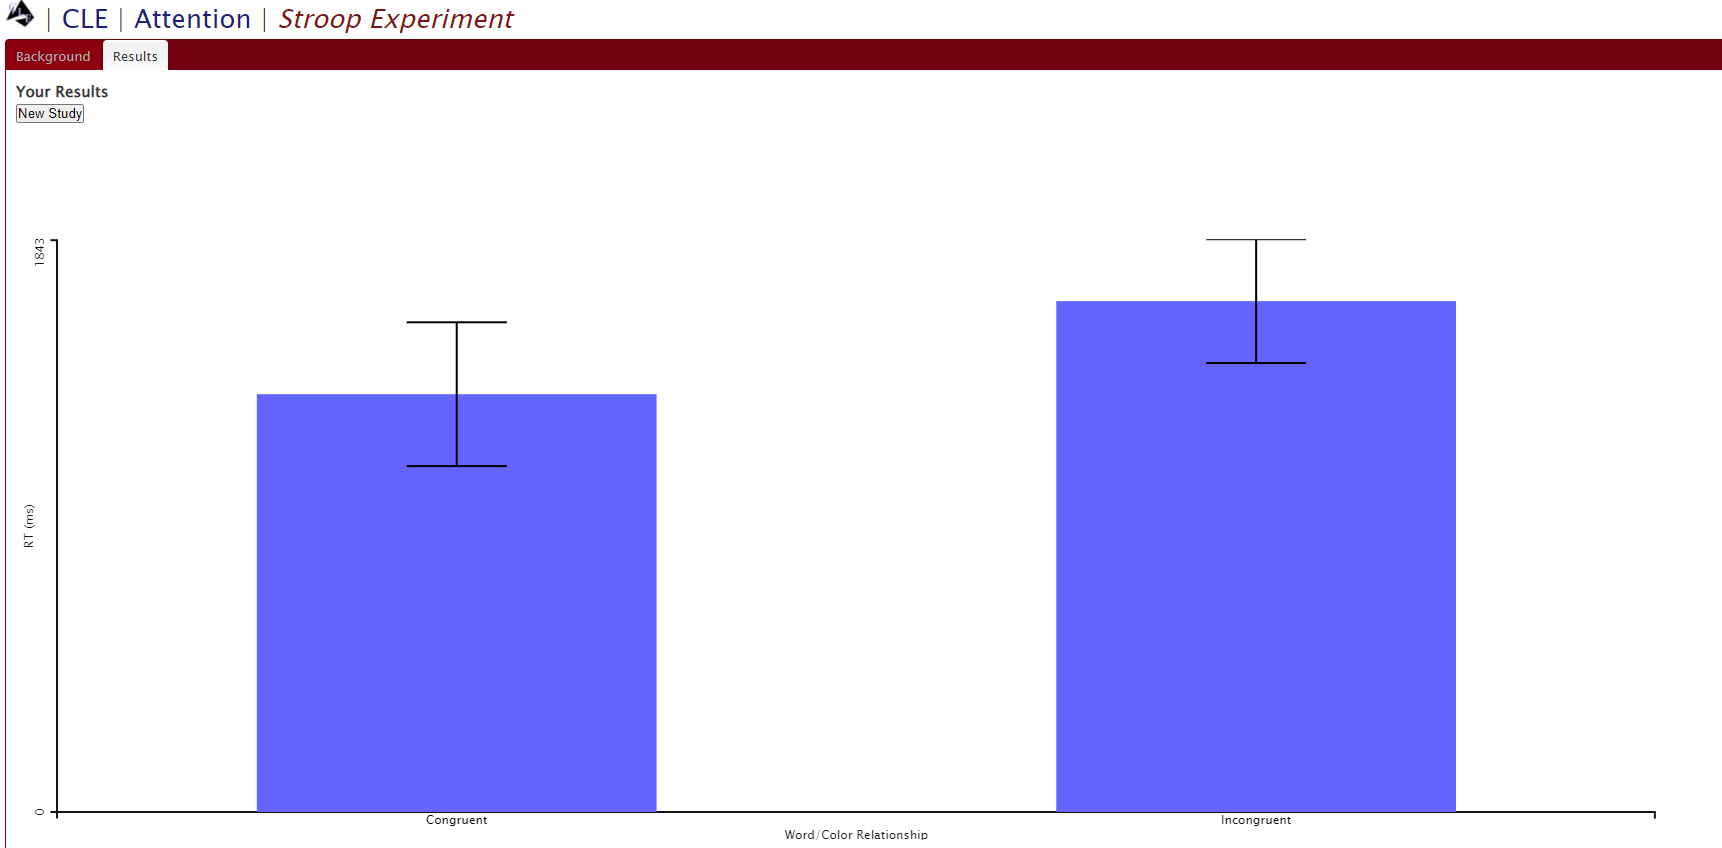 | CLE | Attention | Stroop Experiment
Background Results
Your Results
New Study
1843
RT (ms)
0
Congruent Incongruent
Word/Color Relationship